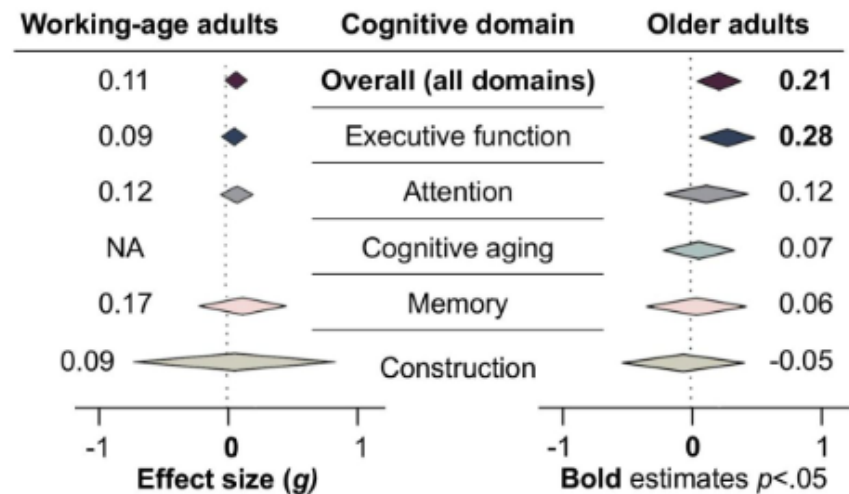 Working-age adults Cognitive domain Older adults
0.11 Overall (all domains) 0.21
0.09 Executive function 0.28
0.12 Attention 0.12
NA Cognitive aging 0.07
0.17 Memory 0.06
0.09 Construction -0.05
-1 0 1 -1 0 1
Effect size (g) Bold estimates p<.05